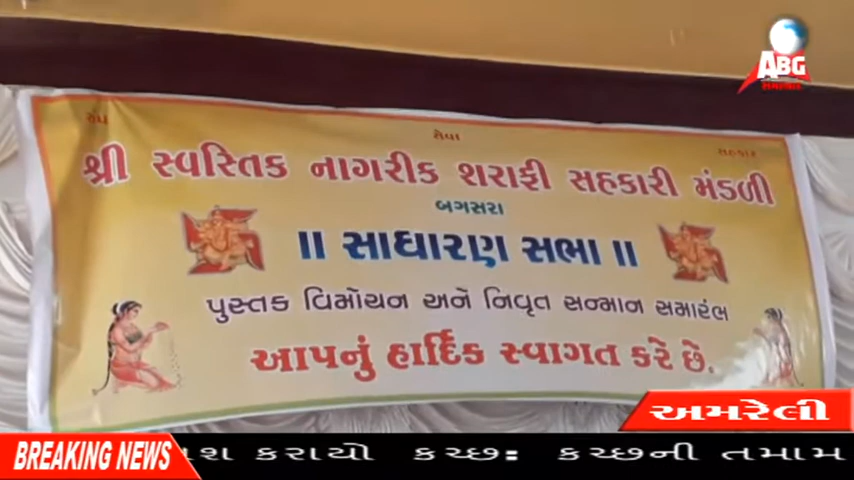 ABG
સમાચાર
સેવા
શ્રી સ્વસ્તિક નાગરીક શરાફી સહકારી મંડળી
બગસરા
॥ સાધારણ સભા ॥
પુસ્તક વિમોચન અને નિવૃત સન્માન સમારંભ
આપનું હાર્દિક સ્વાગત કરે છે.
અમરેલી
BREAKING NEWS કરાયો કચ્છ: કચ્છની તમામ